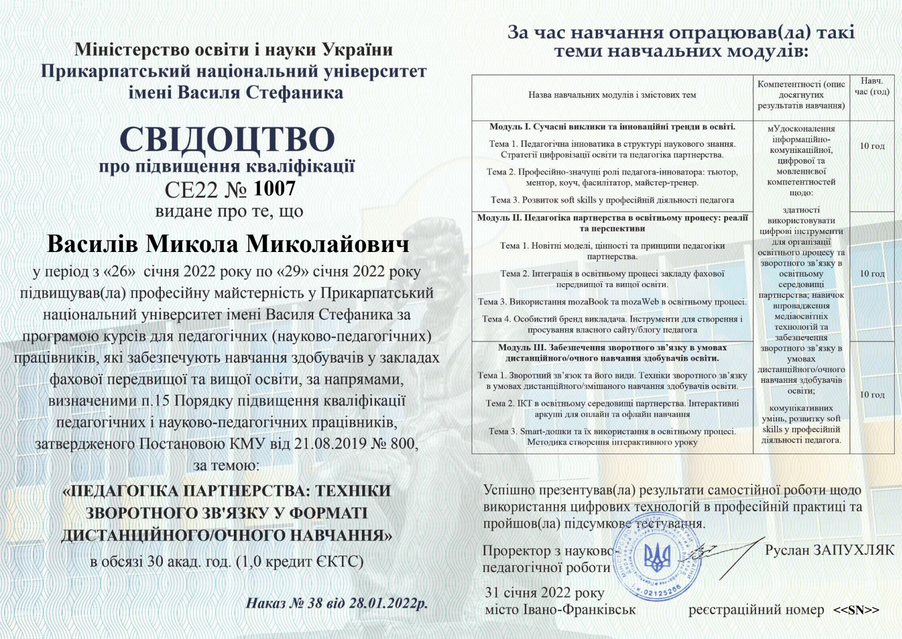 Міністерство освіти і науки України
Прикарпатський національний університет
імені Василя Стефаника
СВІДОЦТВО
про підвищення кваліфікації
СЕ22 № 1007
видане про те, що
Василів Микола Миколайович
у період з «26» січня 2022 року по «29» січня 2022 року
підвищував(ла) професійну майстерність у Прикарпатський
національний університет імені Василя Стефаника за
програмою курсів для педагогічних (науково-педагогічних)
працівників, які забезпечують навчання здобувачів у закладах
фахової передвищої та вищої освіти, за напрямами,
визначеними п.15 Порядку підвищення кваліфікації
педагогічних і науково-педагогічних працівників,
затвердженого Постановою КМУ від 21.08.2019 № 800,
за темою:
«ПЕДАГОГІКА ПАРТНЕРСТВА: ТЕХНІКИ
ЗВОРОТНОГО ЗВ'ЯЗКУ У ФОРМАТІ
ДИСТАНЦІЙНОГО/ОЧНОГО НАВЧАННЯ»
в обсязі 30 акад. год. (1,0 кредит ЄКТС)
Наказ № 38 від 28.01.2022р.
За час навчання опрацював(ла) такі
теми навчальних модулів:
Назва навчальних модулів і змістових тем
Компетентності (опис
досягнутих
результатів навчання)
Навч.
час (год)
Модуль І. Сучасні виклики та інноваційні тренди в освіті.
Тема 1. Педагогічна інноватика в структурі наукового знання.
Стратегії цифровізації освіти та педагогіка партнерства.
Тема 2. Професійно-значущі ролі педагога-інноватора: тьютор,
ментор, коуч, фасилітатор, майстер-тренер.
Тема 3. Розвиток soft skills у професійній діяльності педагога
10 год
Модуль ІІ. Педагогіка партнерства в освітньому процесу: реалії
та перспективи
Тема 1. Новітні моделі, цінності та принципи педагогіки
партнерства.
Тема 2. Інтеграція в освітньому процесі закладу фахової
передвищої та вищої освіти.
Тема 3. Використання mozaBook та mozaWeb в освітньому процесі.
Тема 4. Особистий бренд викладача. Інструменти для створення і
просування власного сайту/блогу педагога
10 год
Модуль ІІІ. Забезпечення зворотного зв’язку в умовах
дистанційного/очного навчання здобувачів освіти.
Тема 1. Зворотний зв’язок та його види. Техніки зворотного зв’язку
в умовах дистанційного/змішаного навчання здобувачів освіти.
Тема 2. ІКТ в освітньому середовищі партнерства. Інтерактивні
аркуші для онлайн та офлайн навчання
Тема 3. Smart-дошки та їх використання в освітньому процесі.
Методика створення інтерактивного уроку
10 год
мУдосконалення
інформаційно-
комунікаційної,
цифрової та
мовленнєвої
компетентностей
щодо:
здатності
використовувати
цифрові інструменти
для організації
освітнього процесу та
зворотного зв’язку в
освітньому
середовищі
партнерства; навичок
впровадження
медіаосвітніх
технологій та
забезпечення
зворотного зв’язку в
умовах
дистанційного/очного
навчання здобувачів
освіти;
комунікативних
умінь, розвитку soft
skills у професійній
діяльності педагога.
Успішно презентував(ла) результати самостійної роботи щодо
використання цифрових технологій в професійній практиці та
пройшов(ла) підсумкове тестування.
Проректор з науково-
педагогічної роботи
Руслан ЗАПУХЛЯК
02125266
31 січня 2022 року
місто Івано-Франківськ
реєстраційний номер <<SN>>